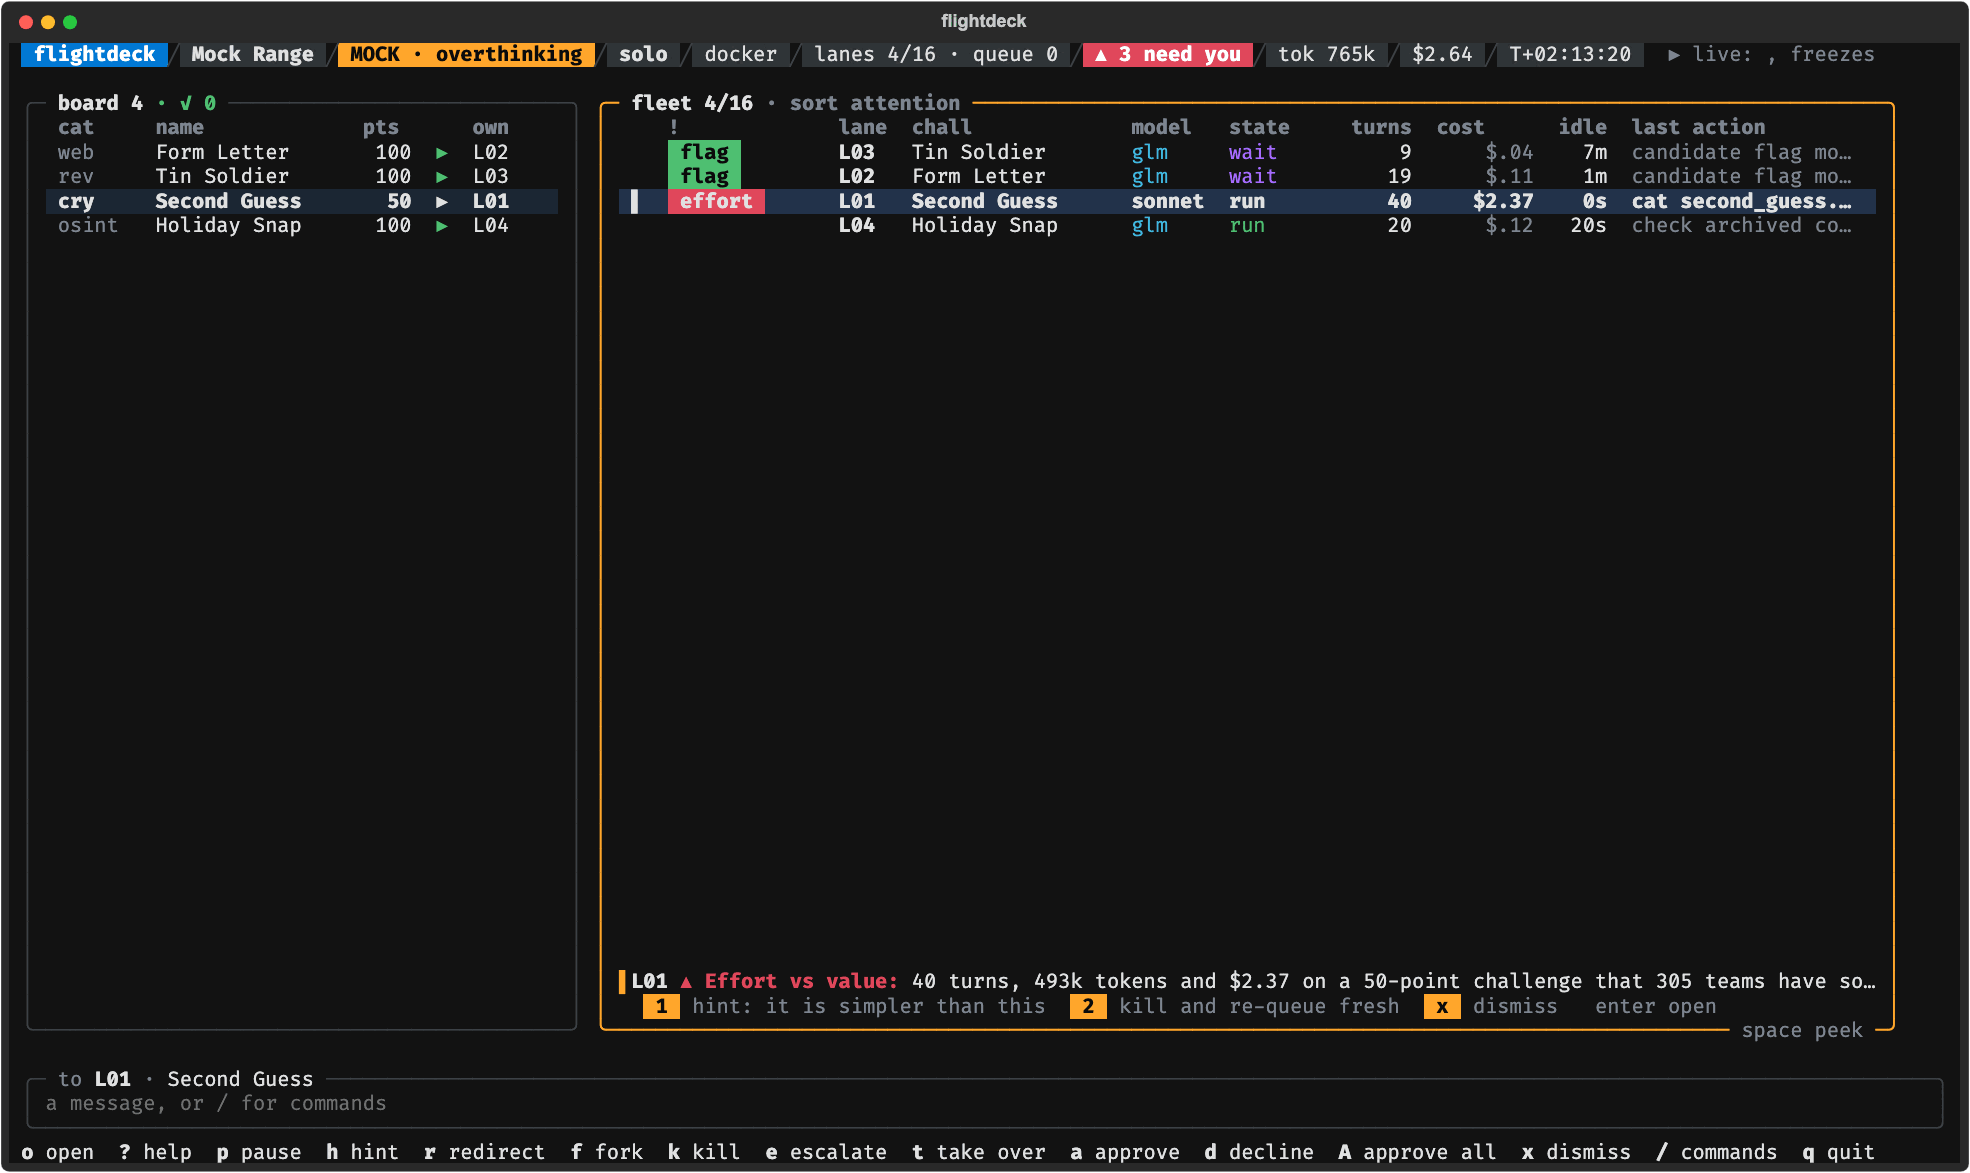 flightdeck
flightdeck / Mock Range / MOCK · overthinking / solo / docker / lanes 4/16 · queue 0 / ▲ 3 need you / tok 765k / $2.64 / T+02:13:20 ▶ live: , freezes
board 4 · √ 0
cat name pts own
web Form Letter 100 ▶ L02
rev Tin Soldier 100 ▶ L03
cry Second Guess 50 ▶ L01
osint Holiday Snap 100 ▶ L04
fleet 4/16 · sort attention
! lane chall model state turns cost idle last action
flag L03 Tin Soldier glm wait 9 $.04 7m candidate flag mo…
flag L02 Form Letter glm wait 19 $.11 1m candidate flag mo…
effort L01 Second Guess sonnet run 40 $2.37 0s cat second_guess.…
L04 Holiday Snap glm run 20 $.12 20s check archived co…
L01 ▲ Effort vs value: 40 turns, 493k tokens and $2.37 on a 50-point challenge that 305 teams have so…
1 hint: it is simpler than this 2 kill and re-queue fresh x dismiss enter open
space peek
to L01 · Second Guess
a message, or / for commands
o open ? help p pause h hint r redirect f fork k kill e escalate t take over a approve d decline A approve all x dismiss / commands q quit